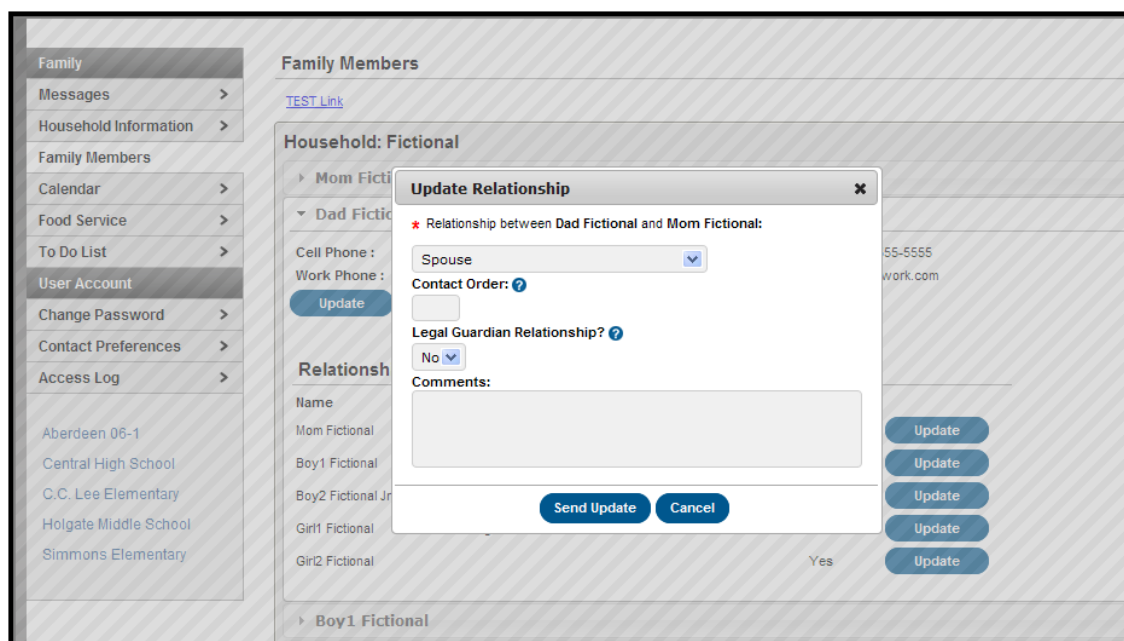 Family
Messages
Household Information
Family Members
Calendar
Food Service
To Do List
User Account
Change Password
Contact Preferences
Access Log
Aberdeen 06-1
Central High School
C.C. Lee Elementary
Holgate Middle School
Simmons Elementary
Family Members
TEST Link
Household: Fictional
Mom Ficti
Dad Fictio
Cell Phone :
55-5555
Work Phone :
work.com
Update
Relationsh
Name
Mom Fictional
Update
Boy1 Fictional
Update
Boy2 Fictional Jr
Update
Girl1 Fictional
Update
Girl2 Fictional
Yes
Update
Boy1 Fictional
Update Relationship
* Relationship between Dad Fictional and Mom Fictional:
Spouse
Contact Order: ?
Legal Guardian Relationship? ?
No
Comments:
Send Update
Cancel